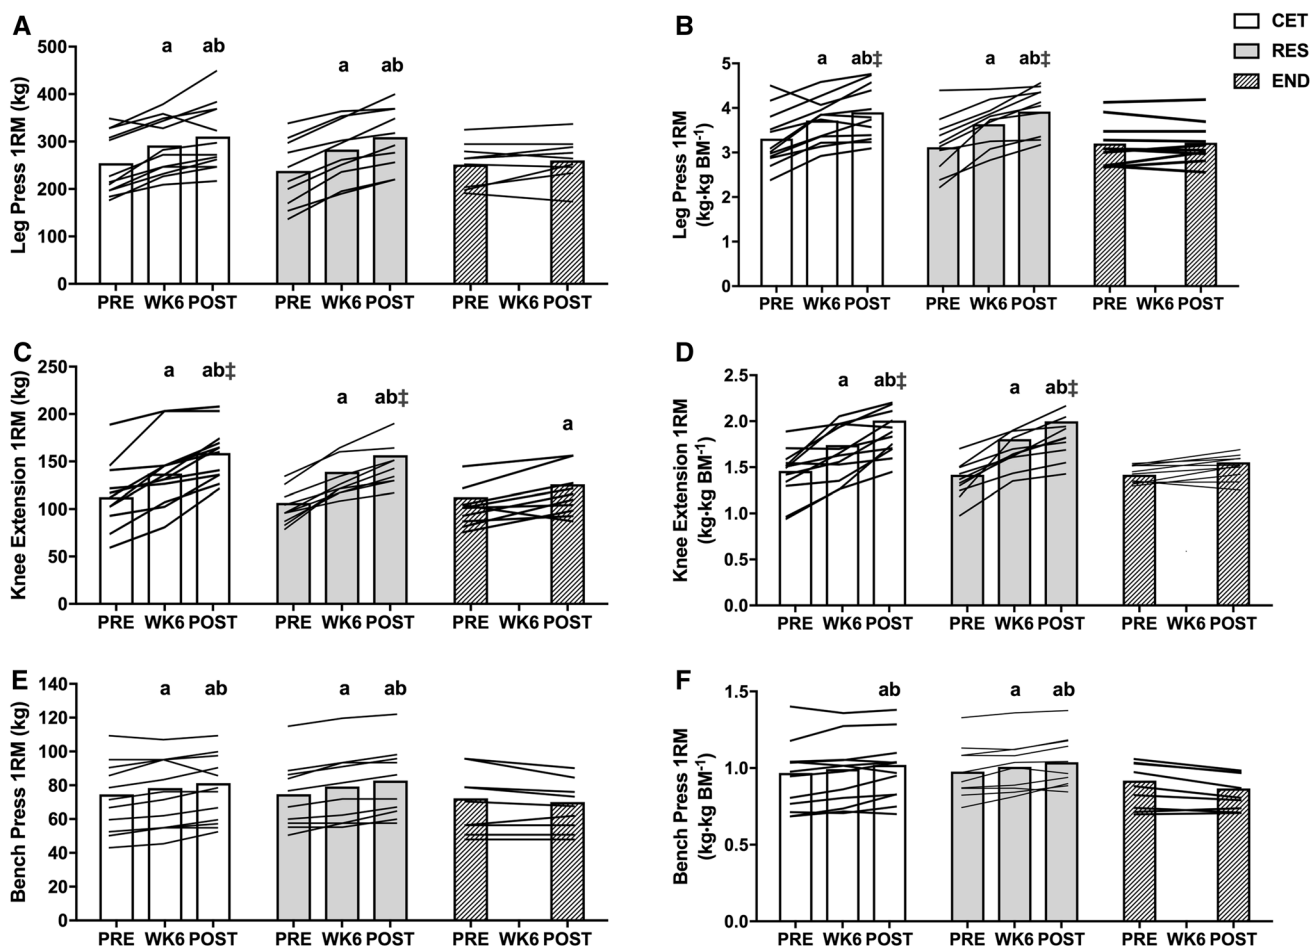 A
Leg Press 1RM (kg)
500
400
300
200
100
0
a ab
a ab
PRE WK6 POST PRE WK6 POST PRE WK6 POST
B
Leg Press 1RM
(kg·kg BM⁻¹)
5
4
3
2
1
0
a ab‡
a ab‡
PRE WK6 POST PRE WK6 POST PRE WK6 POST
CET
RES
END
C
Knee Extension 1RM (kg)
250
200
150
100
50
0
a ab‡
a ab‡
a
PRE WK6 POST PRE WK6 POST PRE WK6 POST
D
Knee Extension 1RM
(kg·kg BM⁻¹)
2.5
2.0
1.5
1.0
0.5
0.0
a ab‡
a ab‡
PRE WK6 POST PRE WK6 POST PRE WK6 POST
E
Bench Press 1RM (kg)
140
120
100
80
60
40
20
0
a ab
a ab
PRE WK6 POST PRE WK6 POST PRE WK6 POST
F
Bench Press 1RM
(kg·kg BM⁻¹)
1.5
1.0
0.5
0.0
ab
a ab
PRE WK6 POST PRE WK6 POST PRE WK6 POST